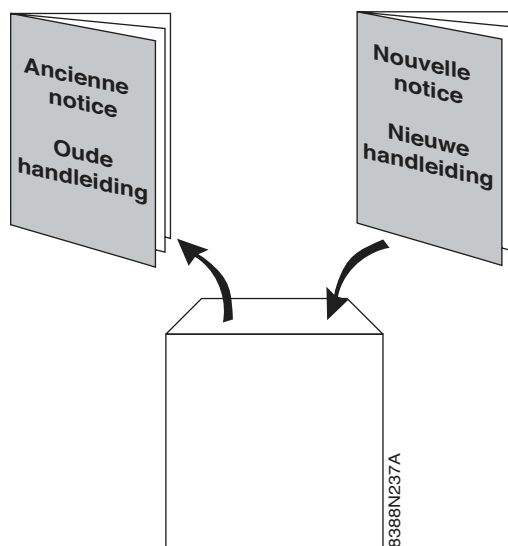 Ancienne
notice
Oude
handleiding
Nouvelle
notice
Nieuwe
handleiding
8388N237A